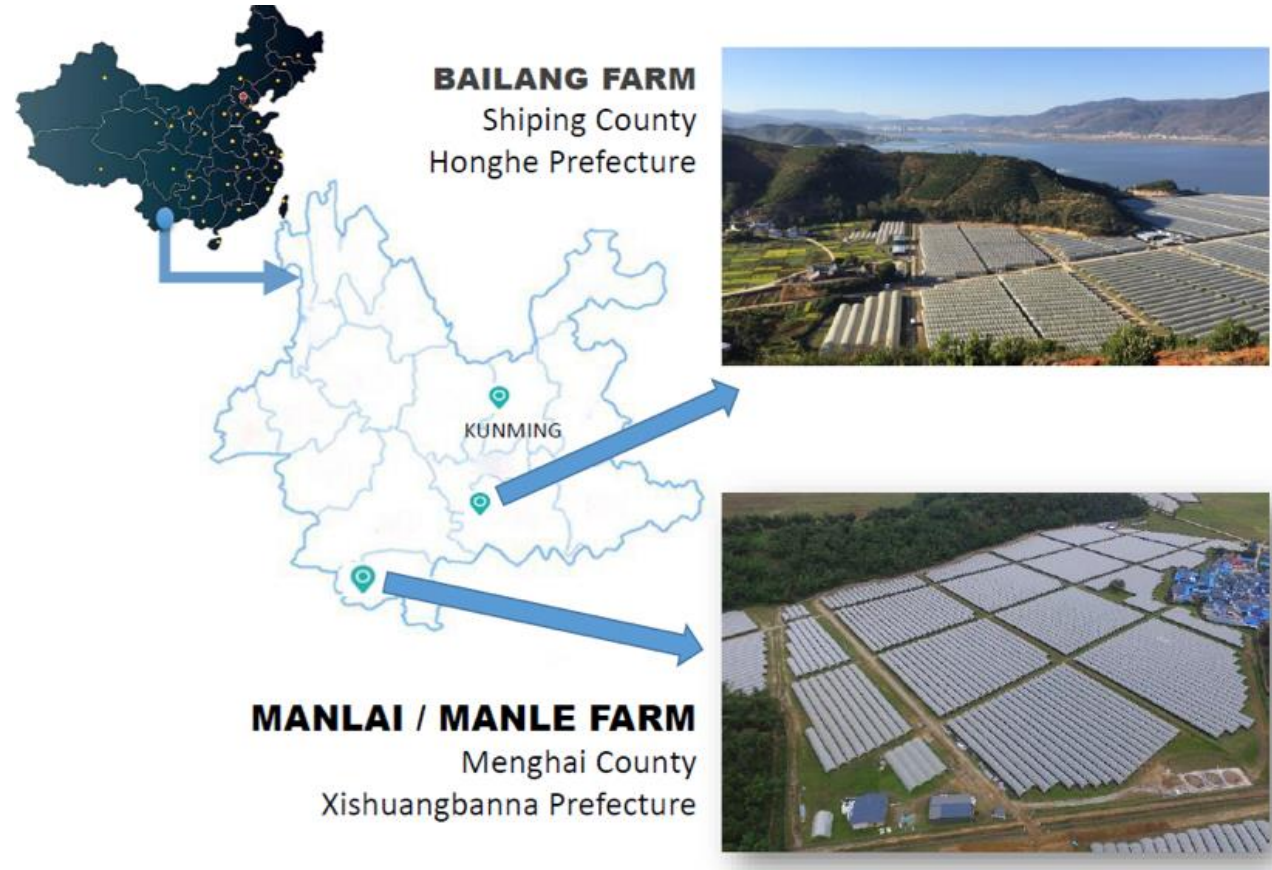 BAILANG FARM
Shiping County
Honghe Prefecture
KUNMING
MANLAI / MANLE FARM
Menghai County
Xishuangbanna Prefecture